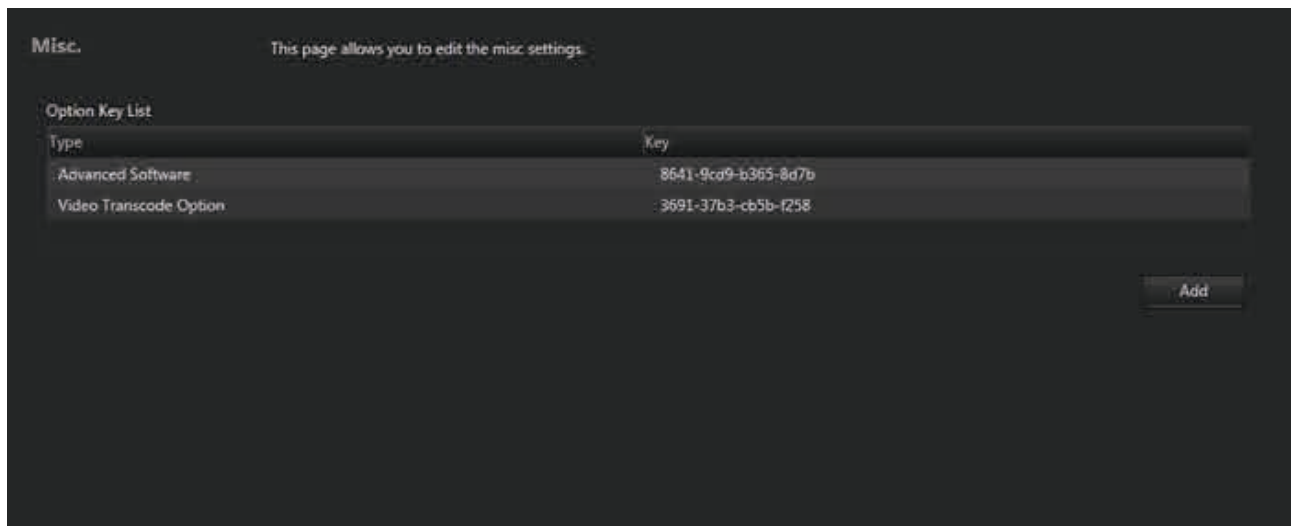 Misc.
This page allows you to edit the misc settings.
Option Key List
Type Key
Advanced Software 8641-9cd9-b365-8d7b
Video Transcode Option 3691-37b3-cb5b-f258
Add